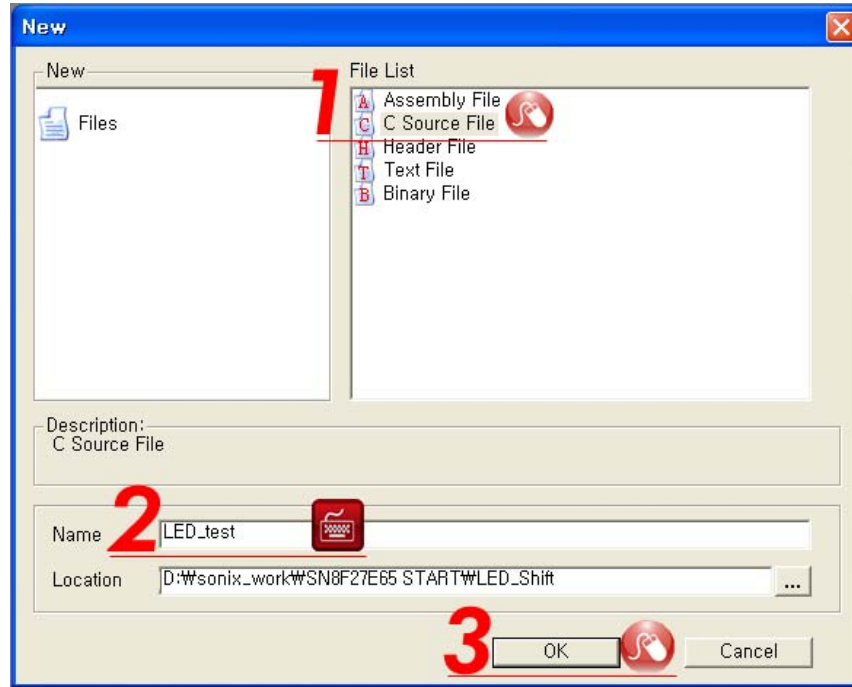 New
New
File List
1
Files
A Assembly File
C C Source File
H Header File
T Text File
B Binary File
Description:
C Source File
2
Name
LED_test
Location
D:₩sonix_work₩SN8F27E65 START₩LED_Shift
...
3
OK
Cancel